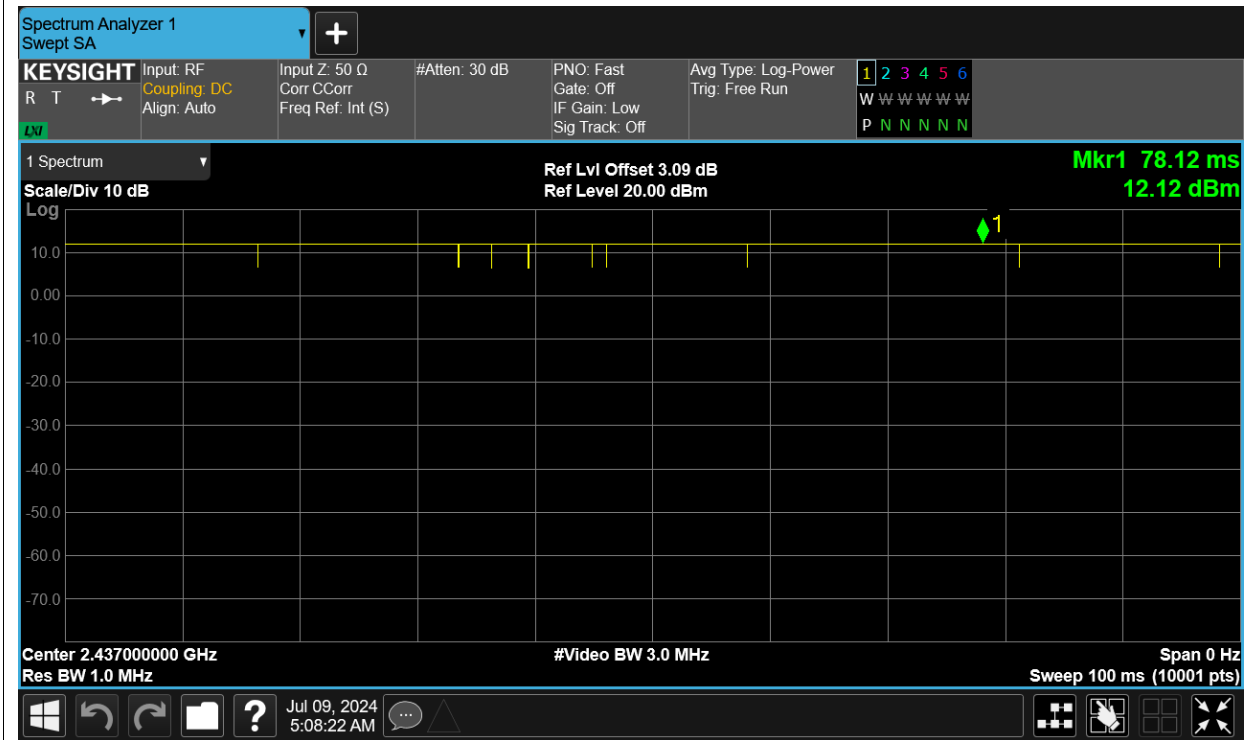 Spectrum Analyzer 1
Swept SA
KEYSIGHT
R T
LXI
Input: RF
Coupling: DC
Align: Auto
Input Z: 50 Ω
Corr CCorr
Freq Ref: Int (S)
#Atten: 30 dB
PNO: Fast
Gate: Off
IF Gain: Low
Sig Track: Off
Avg Type: Log-Power
Trig: Free Run
1 2 3 4 5 6
W W W W W W
P N N N N N
1 Spectrum
Scale/Div 10 dB
Ref Lvl Offset 3.09 dB
Ref Level 20.00 dBm
Mkr1 78.12 ms
12.12 dBm
Log
1
10.0
0.00
-10.0
-20.0
-30.0
-40.0
-50.0
-60.0
-70.0
Center 2.437000000 GHz
#Video BW 3.0 MHz
Span 0 Hz
Res BW 1.0 MHz
Sweep 100 ms (10001 pts)
?
Jul 09, 2024
5:08:22 AM